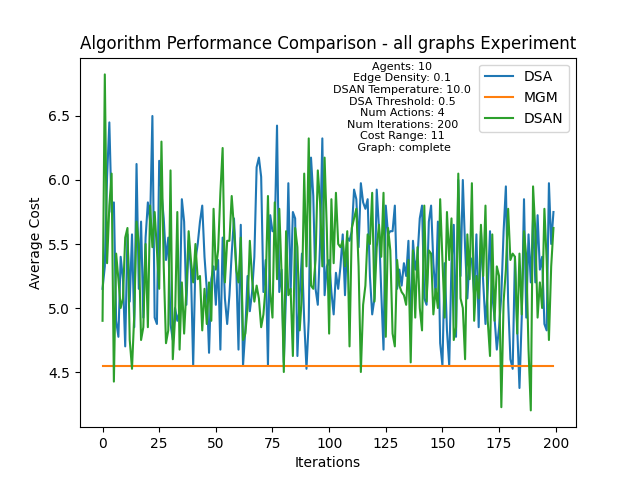 Algorithm Performance Comparison - all graphs Experiment
Agents: 10
Edge Density: 0.1
DSAN Temperature: 10.0
DSA Threshold: 0.5
Num Actions: 4
Num Iterations: 200
Cost Range: 11
Graph: complete
DSA
MGM
DSAN
Average Cost
6.5
6.0
5.5
5.0
4.5
0 25 50 75 100 125 150 175 200
Iterations